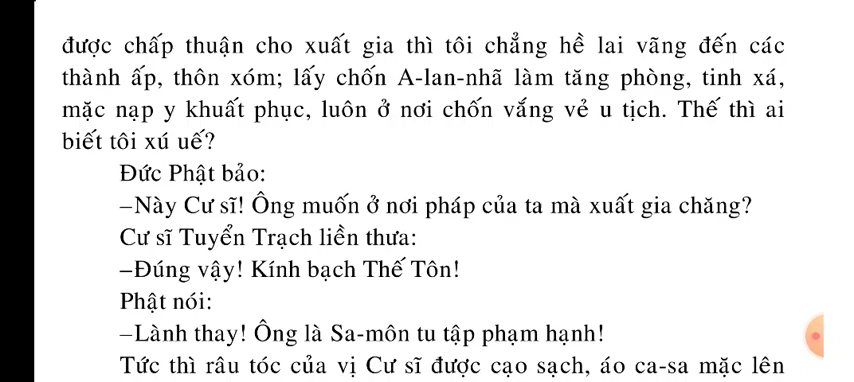 được chấp thuận cho xuất gia thì tôi chẳng hề lai vãng đến các
thành ấp, thôn xóm; lấy chốn A-lan-nhã làm tăng phòng, tinh xá,
mặc nạp y khuất phục, luôn ở nơi chốn vắng vẻ u tịch. Thế thì ai
biết tôi xú uế?
Đức Phật bảo:
–Này Cư sĩ! Ông muốn ở nơi pháp của ta mà xuất gia chăng?
Cư sĩ Tuyển Trạch liền thưa:
–Đúng vậy! Kính bạch Thế Tôn!
Phật nói:
–Lành thay! Ông là Sa-môn tu tập phạm hạnh!
Tức thì râu tóc của vị Cư sĩ được cạo sạch, áo ca-sa mặc lên